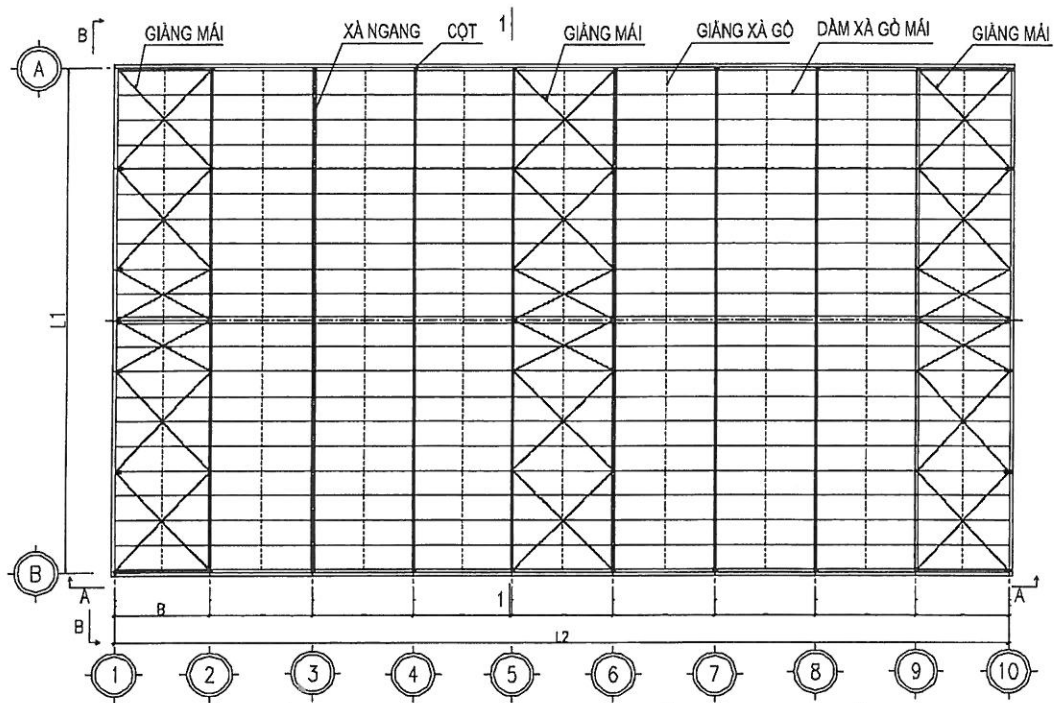 B
1
GIẰNG MÁI
XÀ NGANG
CỘT
GIẰNG MÁI
GIẰNG XÀ GỒ
DẦM XÀ GỒ MÁI
GIẰNG MÁI
A
L1
B
A
B
1
A
B
L2
1
2
3
4
5
6
7
8
9
10